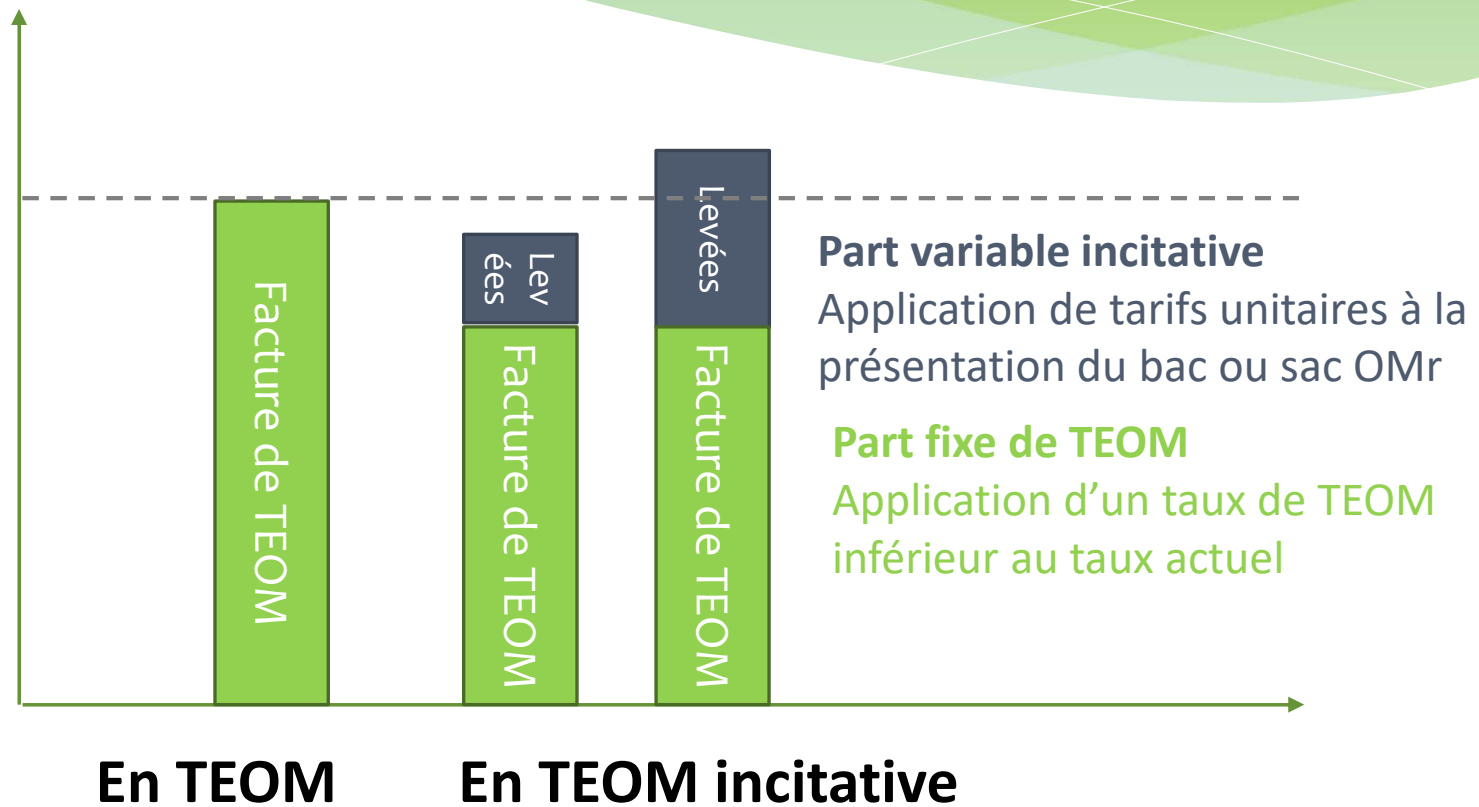 Facture de TEOM
Lev
ées
Facture de TEOM
Levées
Facture de TEOM
Part variable incitative
Application de tarifs unitaires à la
présentation du bac ou sac OMr
Part fixe de TEOM
Application d’un taux de TEOM
inférieur au taux actuel
En TEOM
En TEOM incitative